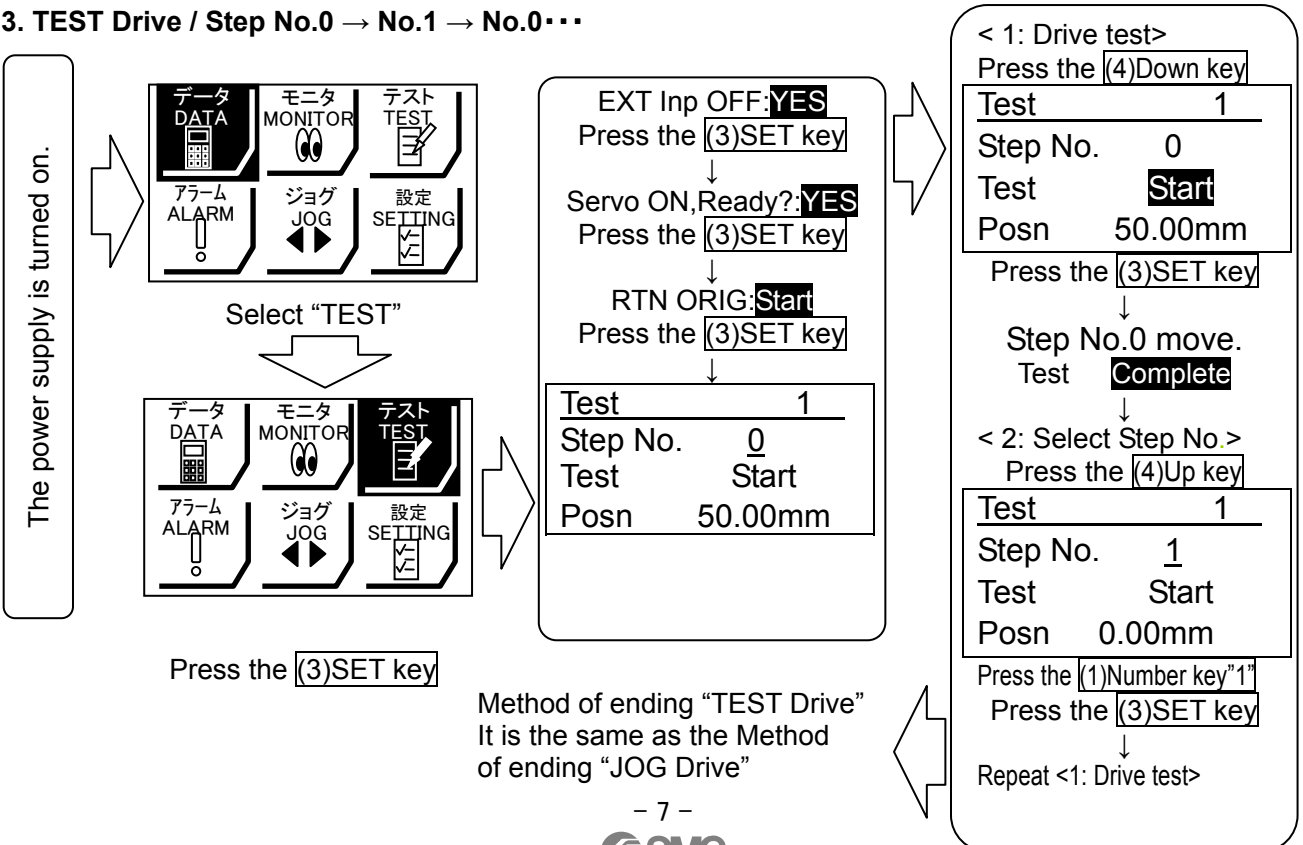 3. TEST Drive / Step No.0 → No.1 → No.0･･･
The power supply is turned on.
データ
DATA
モニタ
MONITOR
テスト
TEST
アラーム
ALARM
ジョグ
JOG
設定
SETTING
Select “TEST”
データ
DATA
モニタ
MONITOR
テスト
TEST
アラーム
ALARM
ジョグ
JOG
設定
SETTING
Press the (3)SET key
EXT Inp OFF:YES
Press the (3)SET key
↓
Servo ON,Ready?:YES
Press the (3)SET key
↓
RTN ORIG:Start
Press the (3)SET key
↓
Test 1
Step No. 0
Test Start
Posn 50.00mm
< 1: Drive test>
Press the (4)Down key
Test 1
Step No. 0
Test Start
Posn 50.00mm
Press the (3)SET key
↓
Step No.0 move.
Test Complete
↓
< 2: Select Step No.>
Press the (4)Up key
Test 1
Step No. 1
Test Start
Posn 0.00mm
Press the (1)Number key”1”
Press the (3)SET key
↓
Repeat <1: Drive test>
Method of ending “TEST Drive”
It is the same as the Method
of ending “JOG Drive”
- 7 -